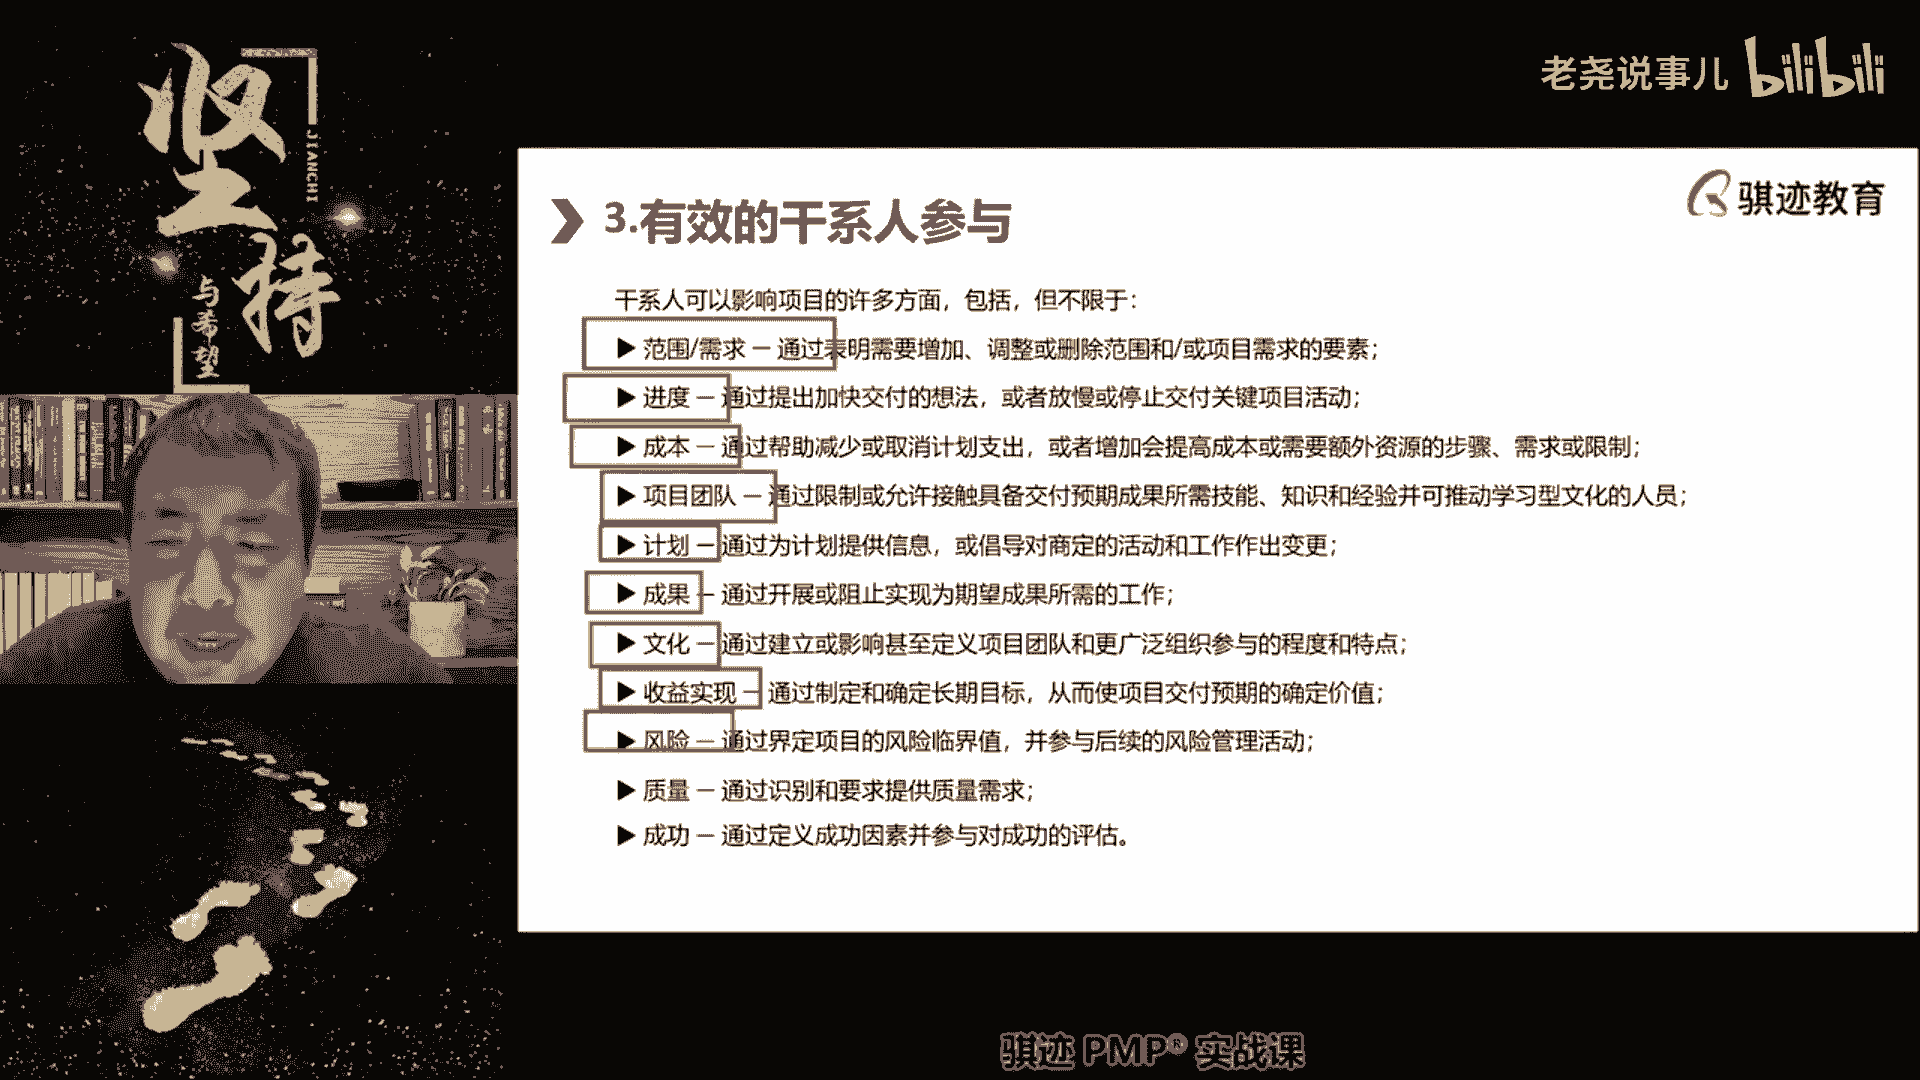 坚持
JIANCHI
与希望
老尧说事儿 bilibili
骐迹教育
3.有效的干系人参与
干系人可以影响项目的许多方面，包括，但不限于：
▶ 范围/需求 — 通过表明需要增加、调整或删除范围和/或项目需求的要素；
▶ 进度 — 通过提出加快交付的想法，或者放慢或停止交付关键项目活动；
▶ 成本 — 通过帮助减少或取消计划支出，或者增加会提高成本或需要额外资源的步骤、需求或限制；
▶ 项目团队 — 通过限制或允许接触具备交付预期成果所需技能、知识和经验并可推动学习型文化的人员；
▶ 计划 — 通过为计划提供信息，或倡导对商定的活动和工作作出变更；
▶ 成果 — 通过开展或阻止实现为期望成果所需的工作；
▶ 文化 — 通过建立或影响甚至定义项目团队和更广泛组织参与的程度和特点；
▶ 收益实现 — 通过制定和确定长期目标，从而使项目交付预期的确定价值；
▶ 风险 — 通过界定项目的风险临界值，并参与后续的风险管理活动；
▶ 质量 — 通过识别和要求提供质量需求；
▶ 成功 — 通过定义成功因素并参与对成功的评估。
骐迹 PMP® 实战课